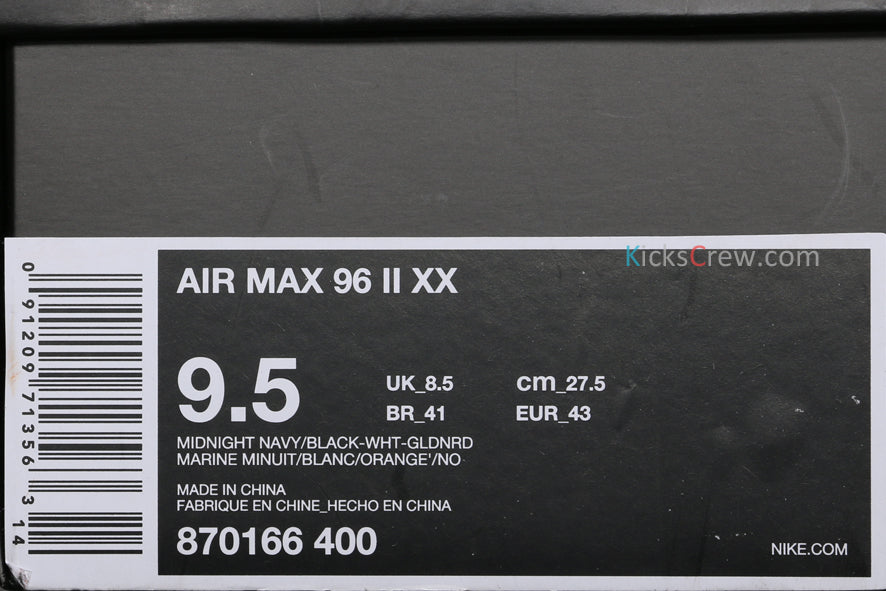 KicksCrew.com
AIR MAX 96 II XX
9.5
UK_8.5 cm_27.5
BR_41 EUR_43
MIDNIGHT NAVY/BLACK-WHT-GLDNRD
MARINE MINUIT/BLANC/ORANGE'/NO
MADE IN CHINA
FABRIQUE EN CHINE_HECHO EN CHINA
870166 400
NIKE.COM
0 91209 71356 3 14